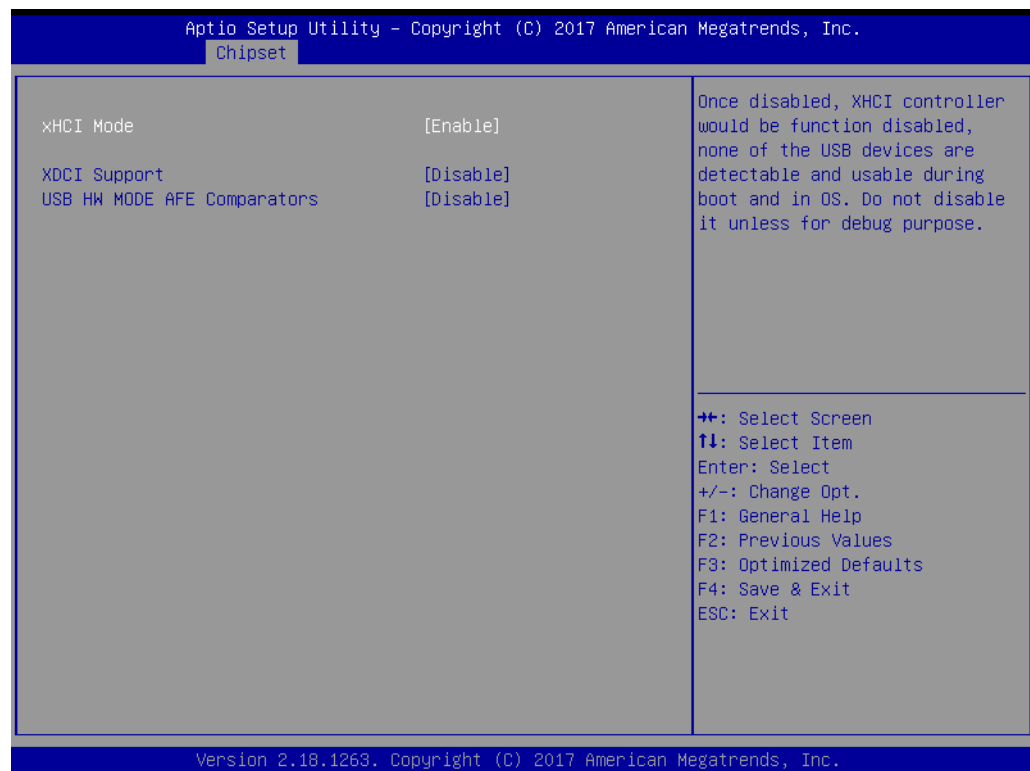 Aptio Setup Utility – Copyright (C) 2017 American Megatrends, Inc.
Chipset
xHCI Mode [Enable]
XDCI Support [Disable]
USB HW MODE AFE Comparators [Disable]
Once disabled, XHCI controller
would be function disabled,
none of the USB devices are
detectable and usable during
boot and in OS. Do not disable
it unless for debug purpose.
→←: Select Screen
↑↓: Select Item
Enter: Select
+/-: Change Opt.
F1: General Help
F2: Previous Values
F3: Optimized Defaults
F4: Save & Exit
ESC: Exit
Version 2.18.1263. Copyright (C) 2017 American Megatrends, Inc.